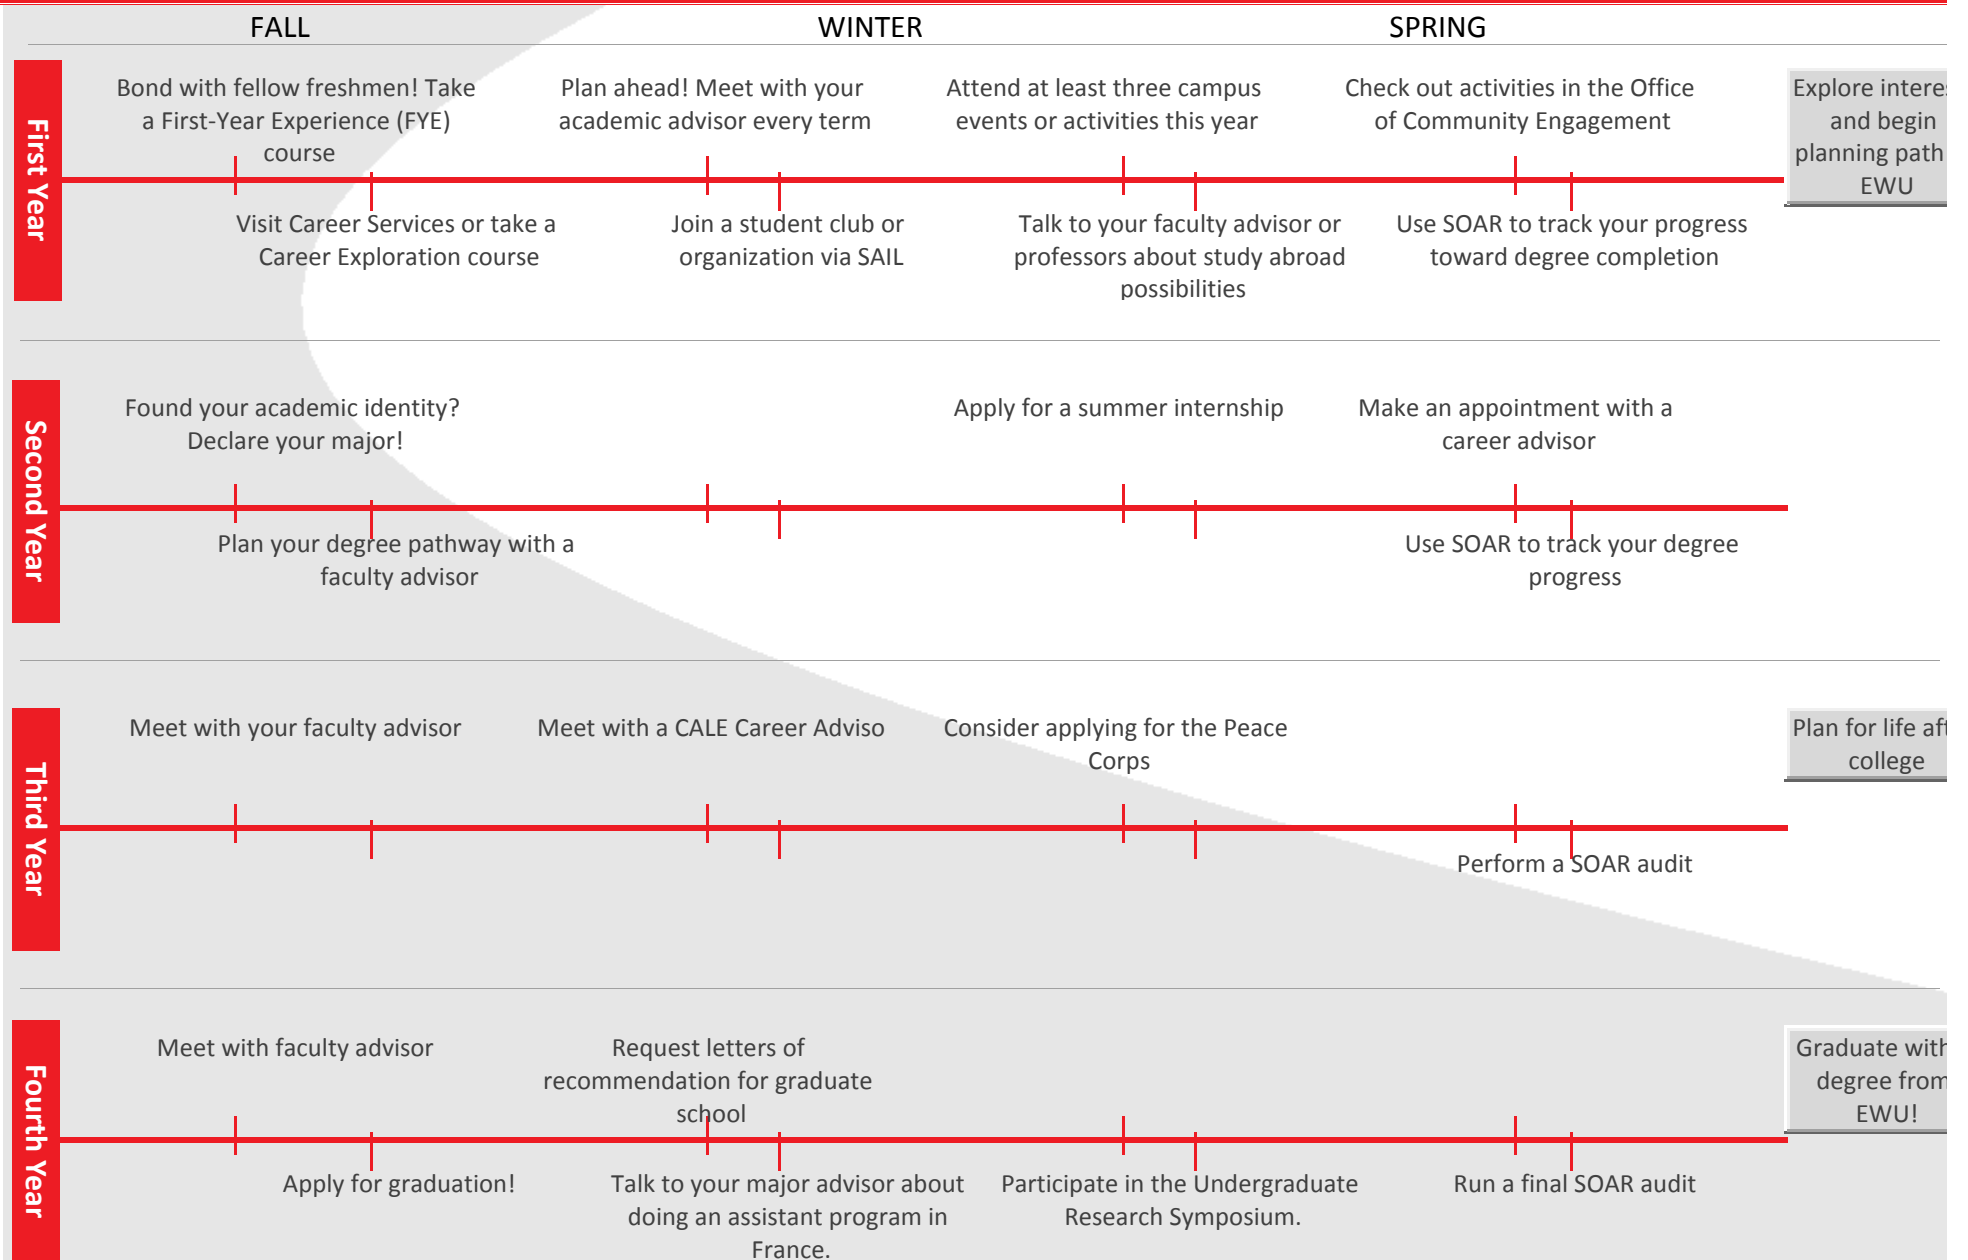 FALL
WINTER
SPRING
First Year
Bond with fellow freshmen! Take
a First-Year Experience (FYE)
course
Plan ahead! Meet with your
academic advisor every term
Attend at least three campus
events or activities this year
Check out activities in the Office
of Community Engagement
Explore
and begin
planning path
EWU
Visit Career Services or take a
Career Exploration course
Join a student club or
organization via SAIL
Talk to your faculty advisor or
professors about study abroad
possibilities
Use SOAR to track your progress
toward degree completion
Second Year
Found your academic identity?
Declare your major!
Apply for a summer internship
Make an appointment with a
career advisor
Plan your degree pathway with a
faculty advisor
Use SOAR to track your degree
progress
Third Year
Meet with your faculty advisor
Meet with a CALE Career Adviso
Consider applying for the Peace
Corps
Plan for life
college
Perform a SOAR audit
Fourth Year
Meet with faculty advisor
Request letters of
recommendation for graduate
school
Graduate with
degree from
EWU!
Apply for graduation!
Talk to your major advisor about
doing an assistant program in
France.
Participate in the Undergraduate
Research Symposium.
Run a final SOAR audit